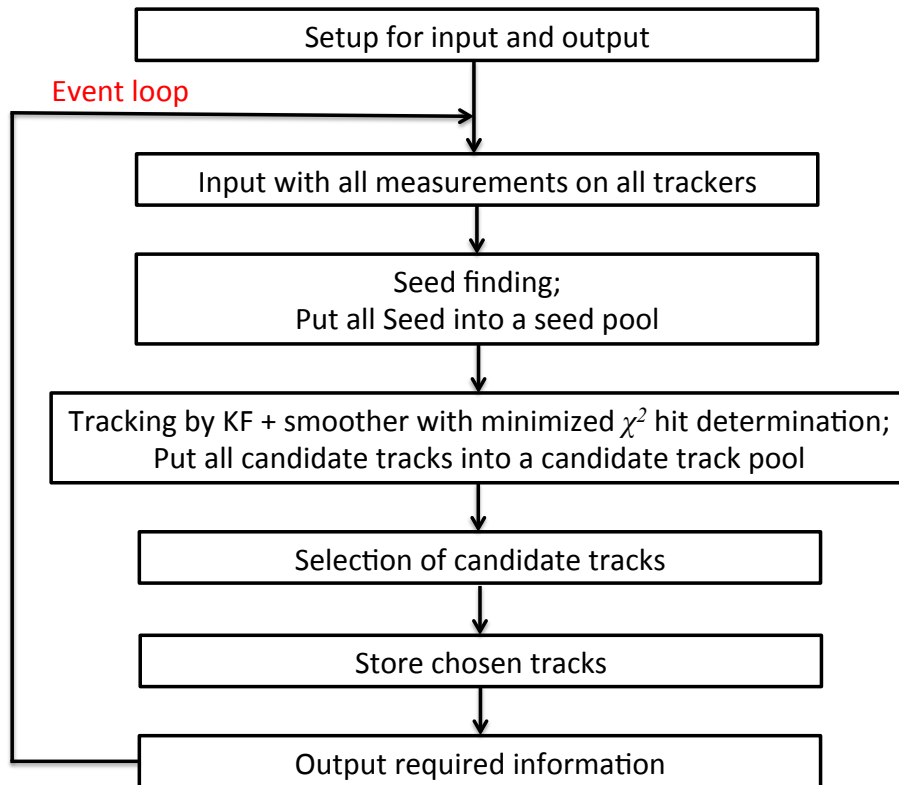 Setup for input and output
Event loop
Input with all measurements on all trackers
Seed finding;
Put all Seed into a seed pool
Tracking by KF + smoother with minimized χ² hit determination;
Put all candidate tracks into a candidate track pool
Selection of candidate tracks
Store chosen tracks
Output required information